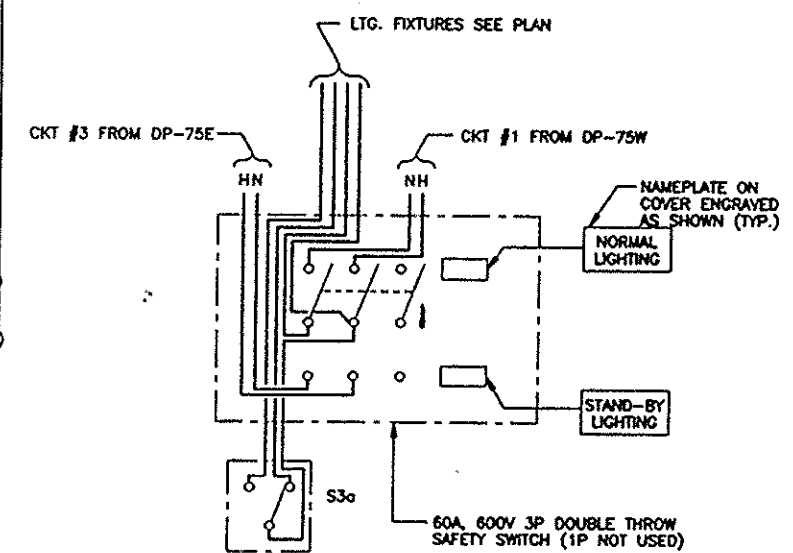 LTG. FIXTURES SEE PLAN
CKT #3 FROM DP-75E
CKT #1 FROM DP-75W
HN
NH
NAMEPLATE ON
COVER ENGRAVED
AS SHOWN (TYP.)
NORMAL
LIGHTING
STAND-BY
LIGHTING
S3a
60A, 600V 3P DOUBLE THROW
SAFETY SWITCH (1P NOT USED)